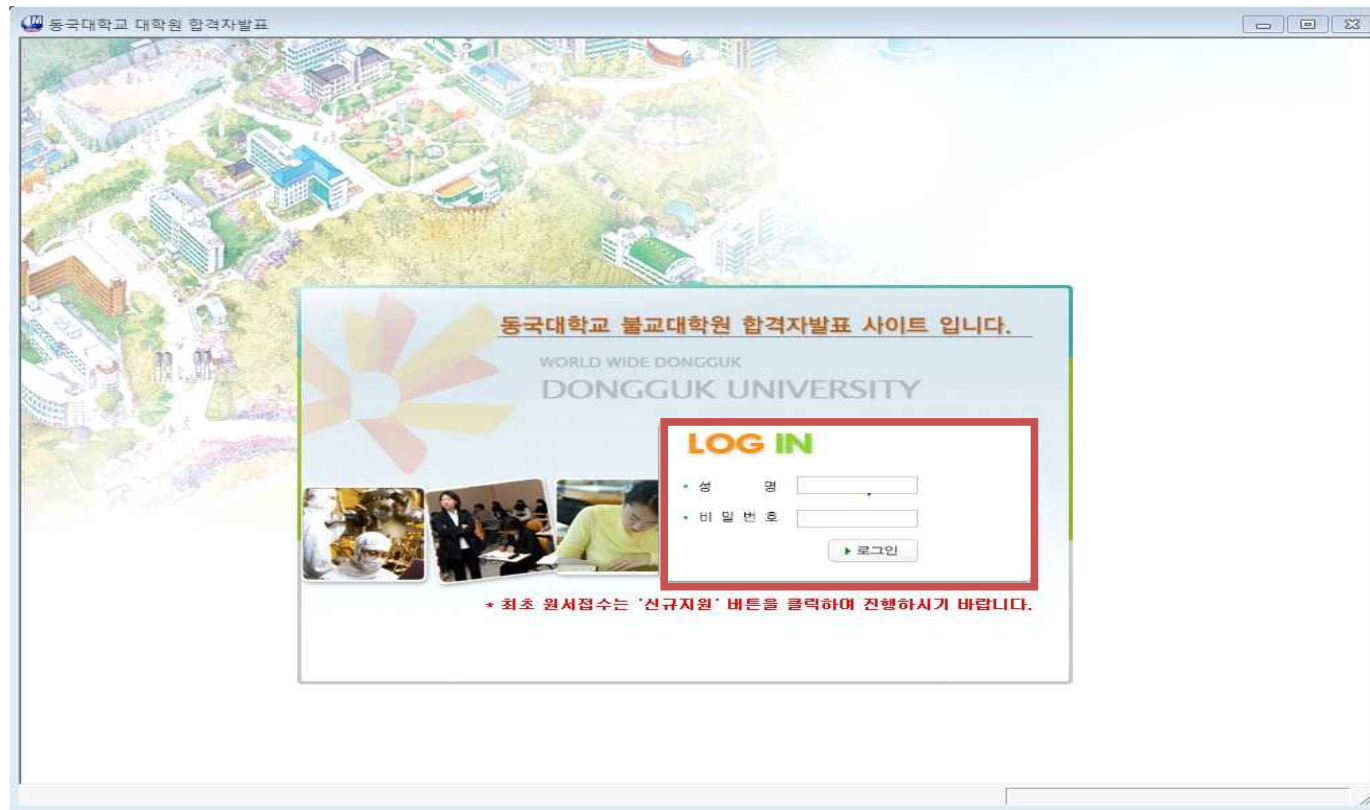 동국대학교 대학원 합격자발표
동국대학교 불교대학원 합격자발표 사이트 입니다.
WORLD WIDE DONGGUK
DONGGUK UNIVERSITY
LOG IN
성 명
비 밀 번 호
로그인
* 최초 원서접수는 '신규지원' 버튼을 클릭하여 진행하시기 바랍니다.